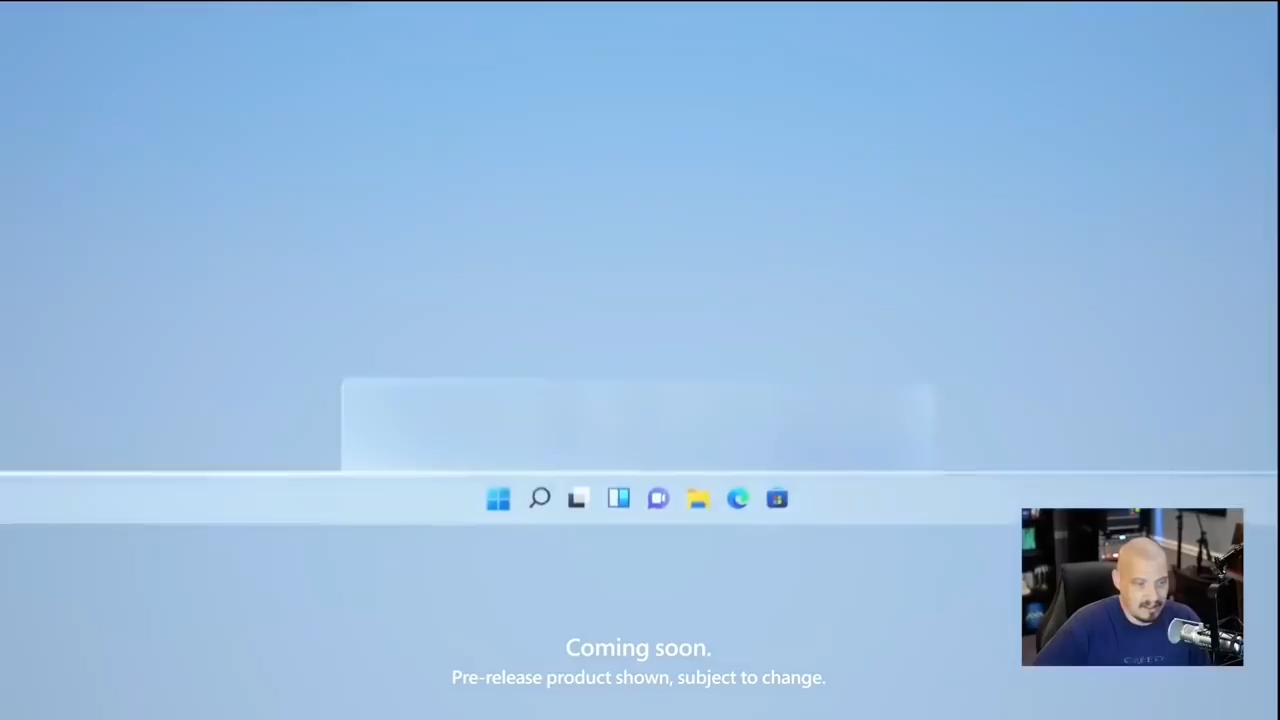 Coming soon.
Pre-release product shown, subject to change.